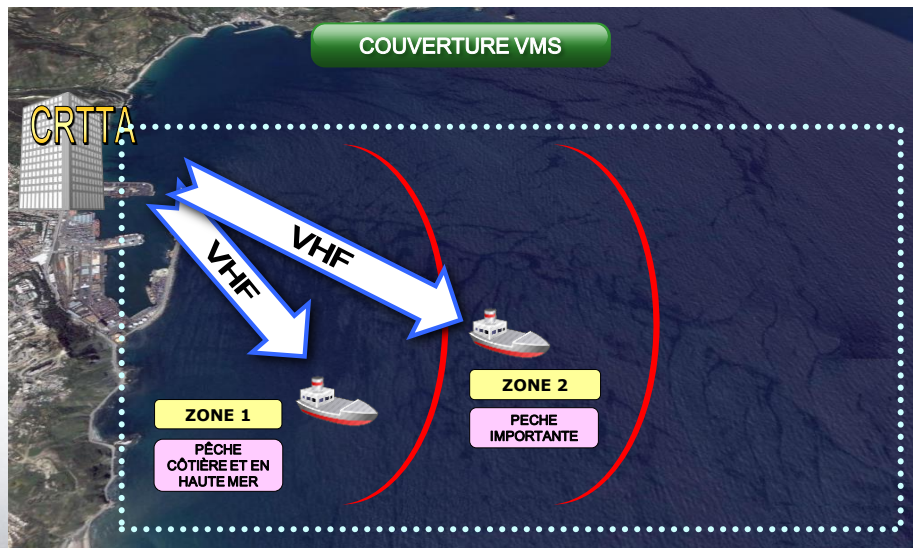 COUVERTURE VMS
CRTTA
VHF
VHF
ZONE 1
PÊCHE
CÔTIÈRE ET EN
HAUTE MER
ZONE 2
PECHE
IMPORTANTE